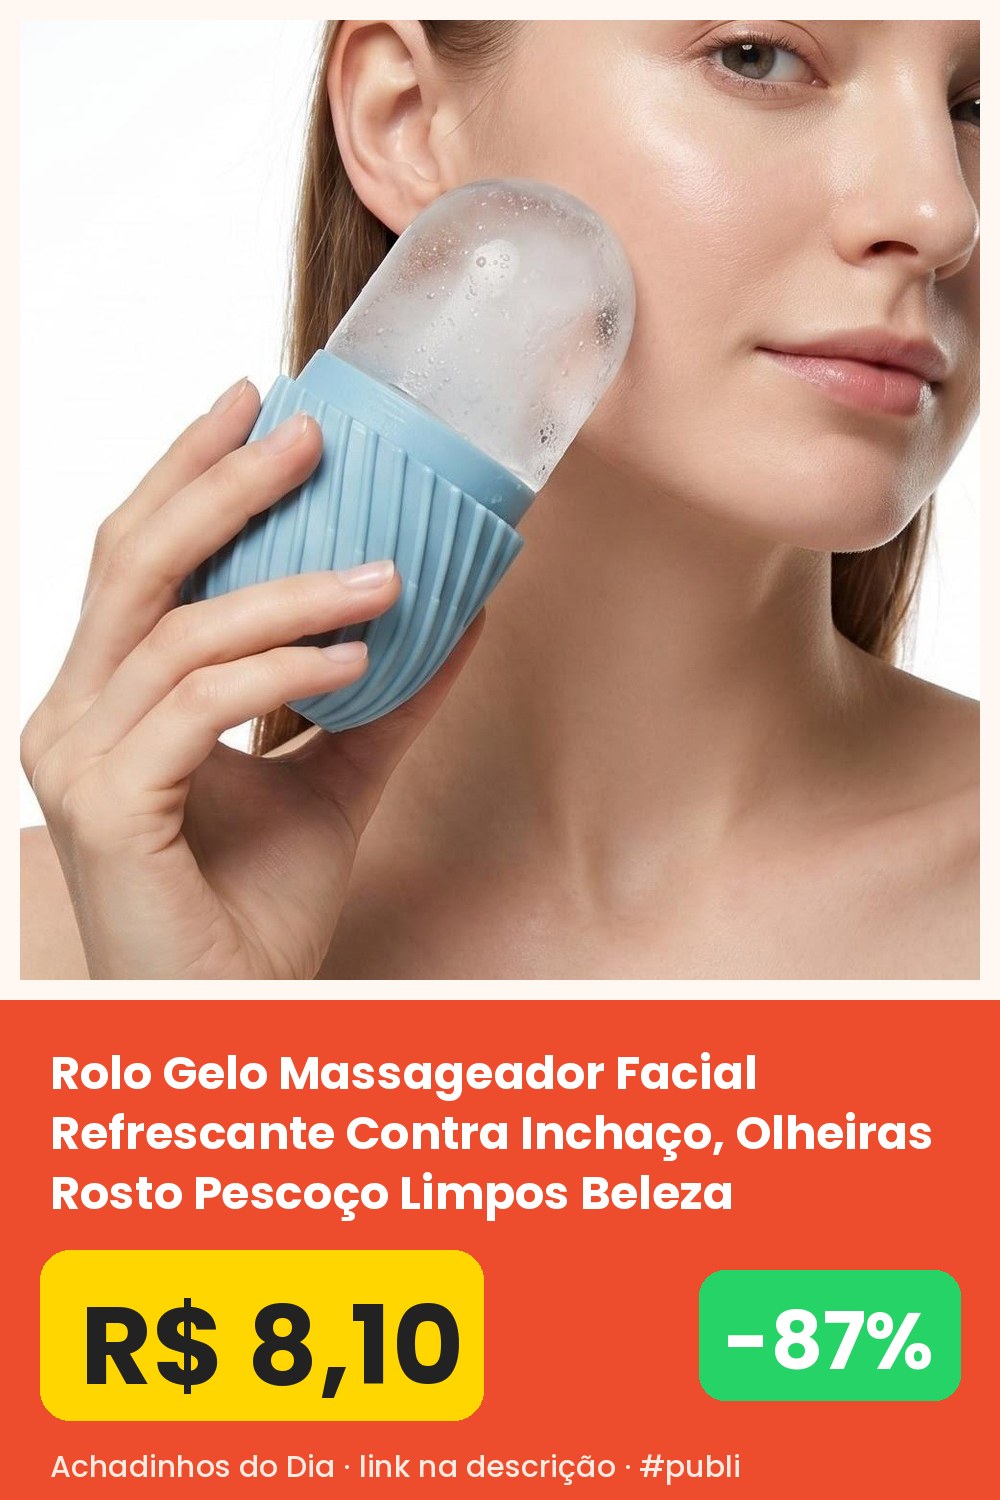 Rolo Gelo Massageador Facial
Refrescante Contra Inchaço, Olheiras
Rosto Pescoço Limpos Beleza
R$ 8,10
-87%
Achadinhos do Dia · link na descrição · #publi